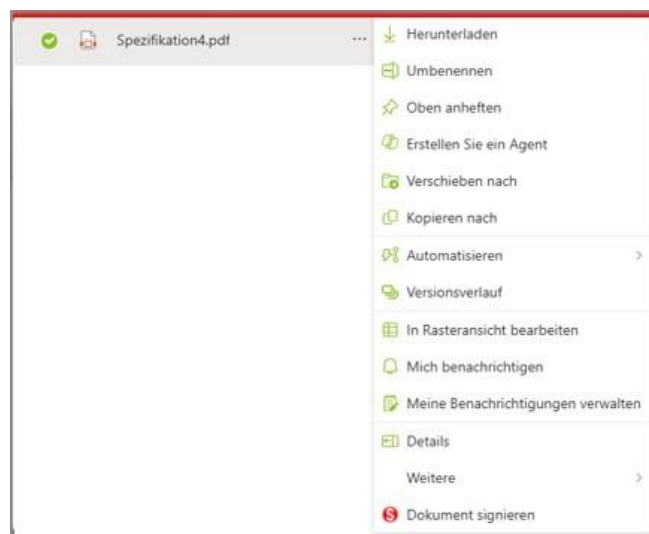 Spezifikation4.pdf
Herunterladen
Umbenennen
Oben anheften
Erstellen Sie ein Agent
Verschieben nach
Kopieren nach
Automatisieren
Versionsverlauf
In Rasteransicht bearbeiten
Mich benachrichtigen
Meine Benachrichtigungen verwalten
Details
Weitere
Dokument signieren